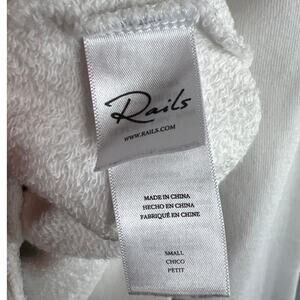 Rails
WWW.RAILS.COM
MADE IN CHINA
HECHO EN CHINA
FABRIQUÉ EN CHINE
SMALL
CHICO
PETIT